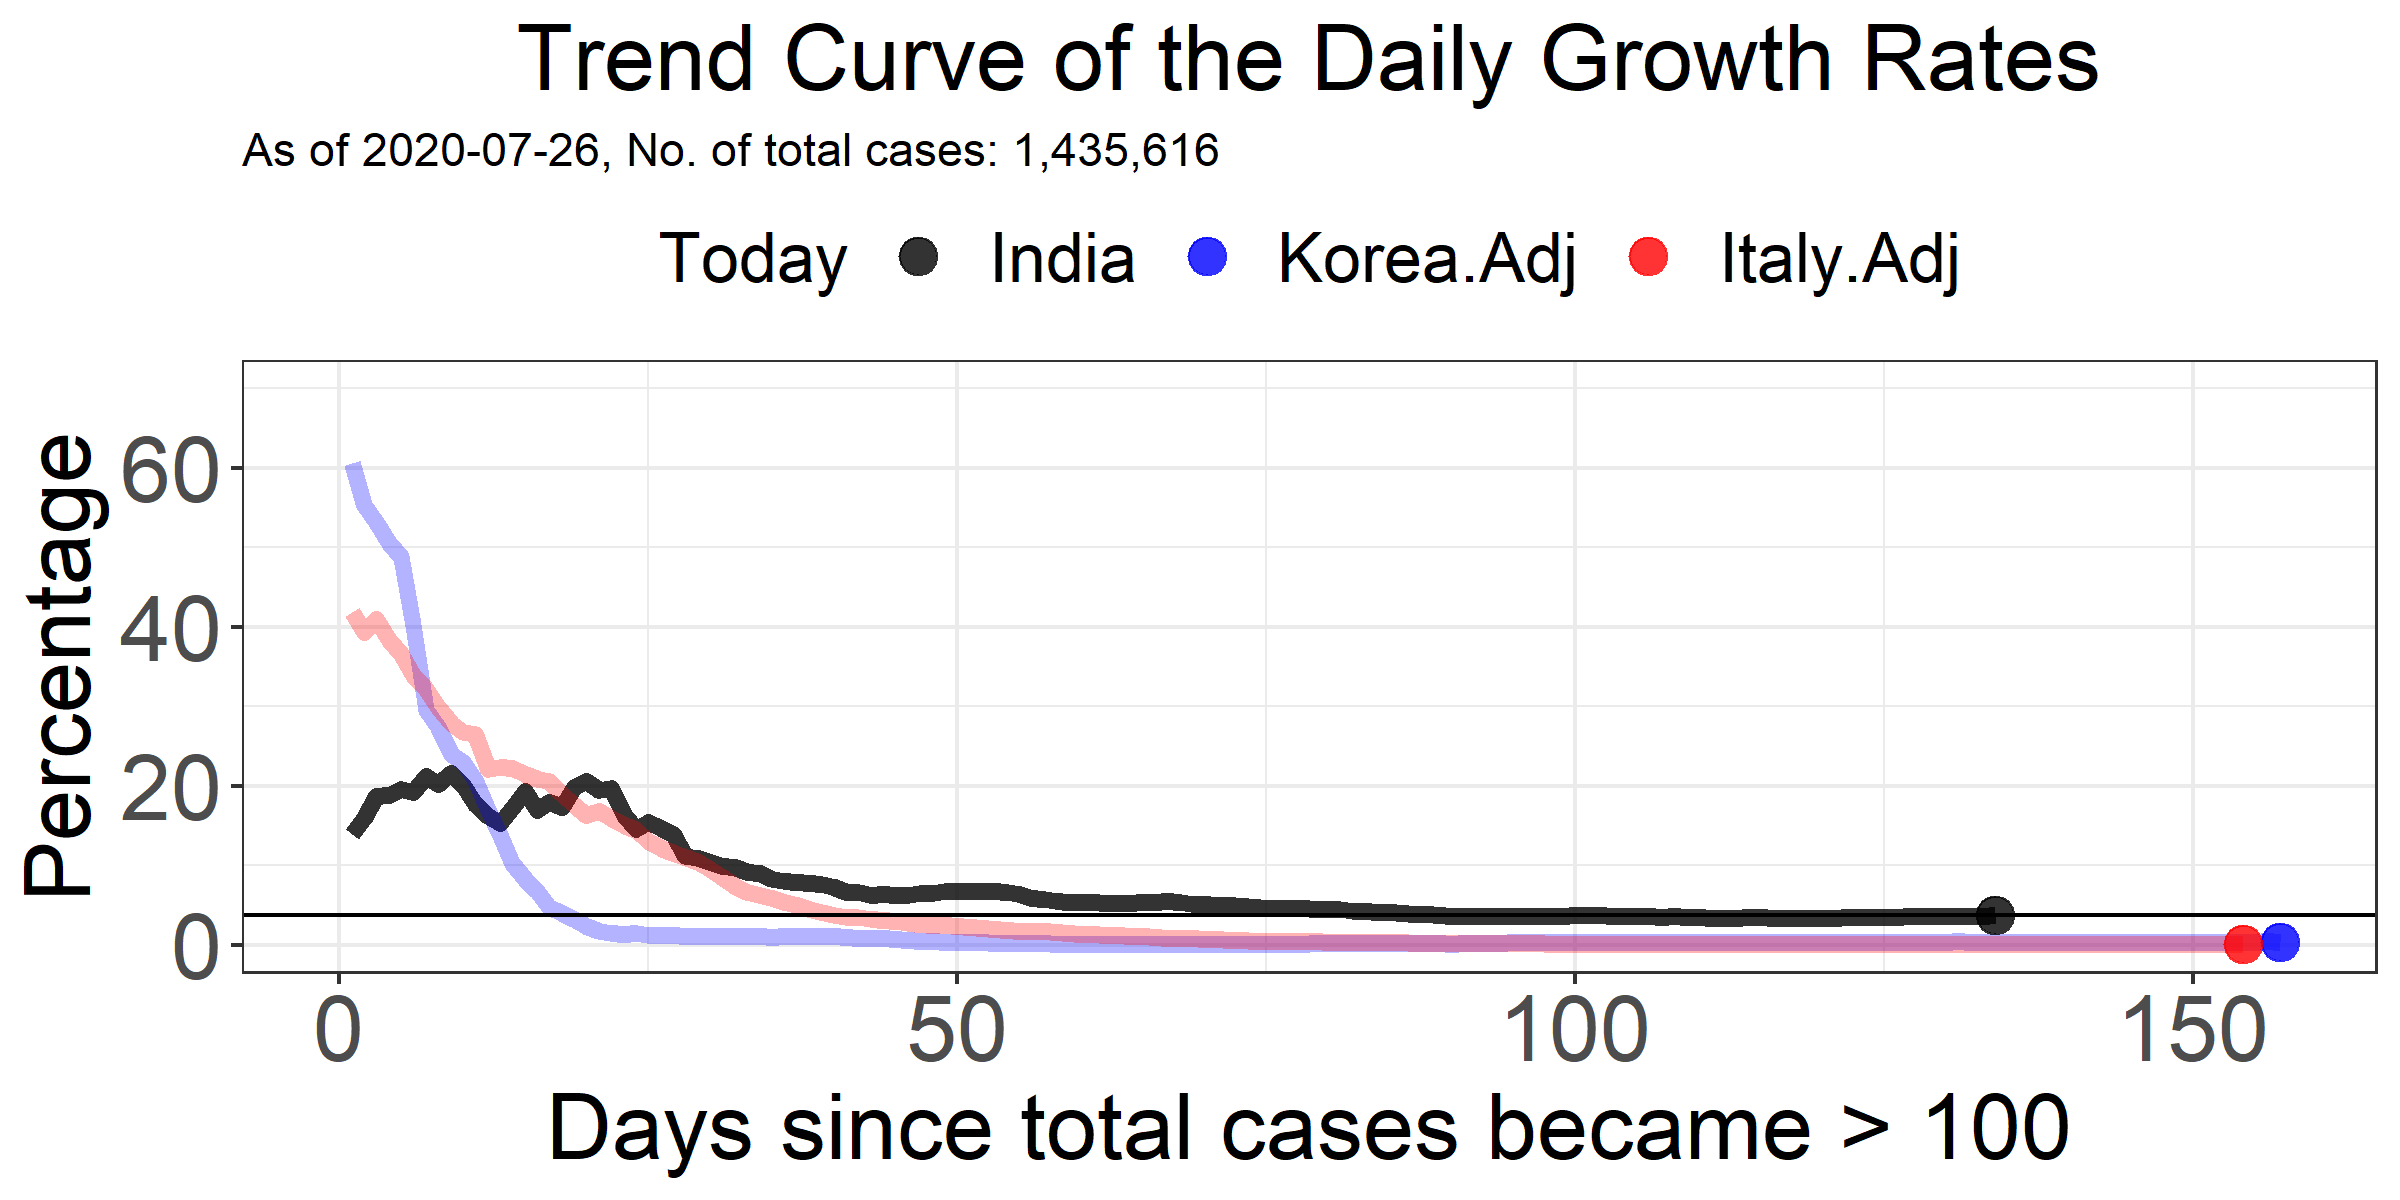 Trend Curve of the Daily Growth Rates
As of 2020-07-26, No. of total cases: 1,435,616
Today India Korea.Adj Italy.Adj
Percentage
60
40
20
0
0 50 100 150
Days since total cases became > 100